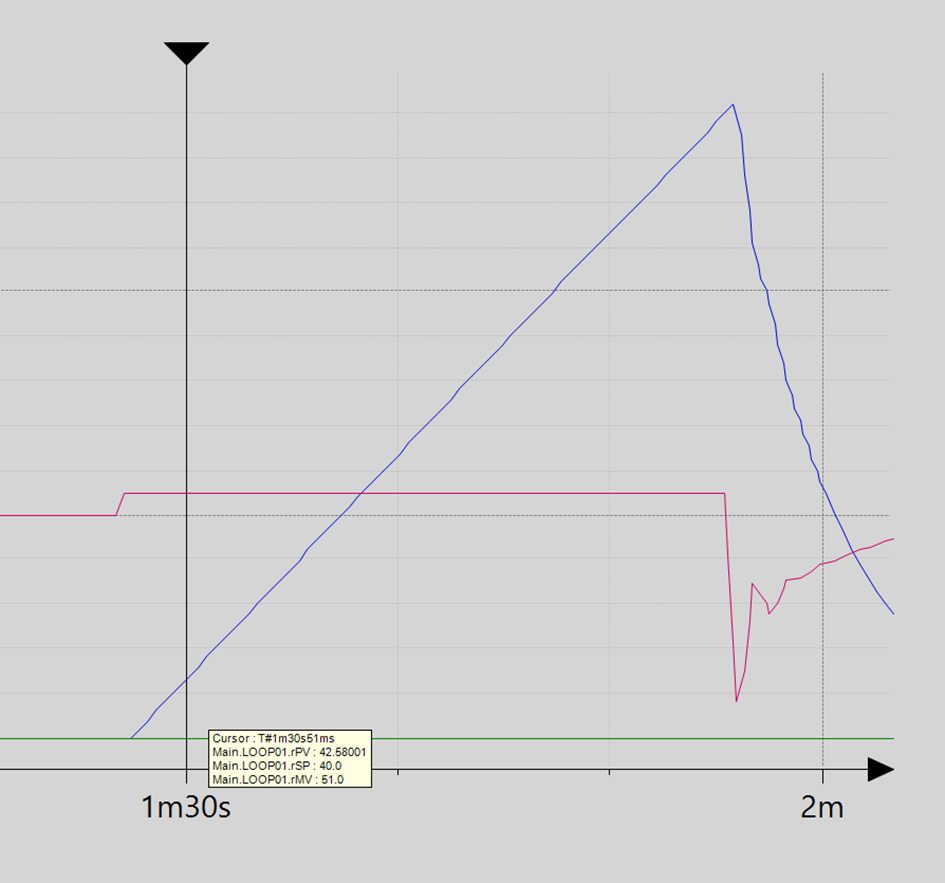 Cursor : T#1m30s51ms
Main.LOOP01.rPV : 42.58001
Main.LOOP01.rSP : 40.0
Main.LOOP01.rMV : 51.0
1m30s
2m